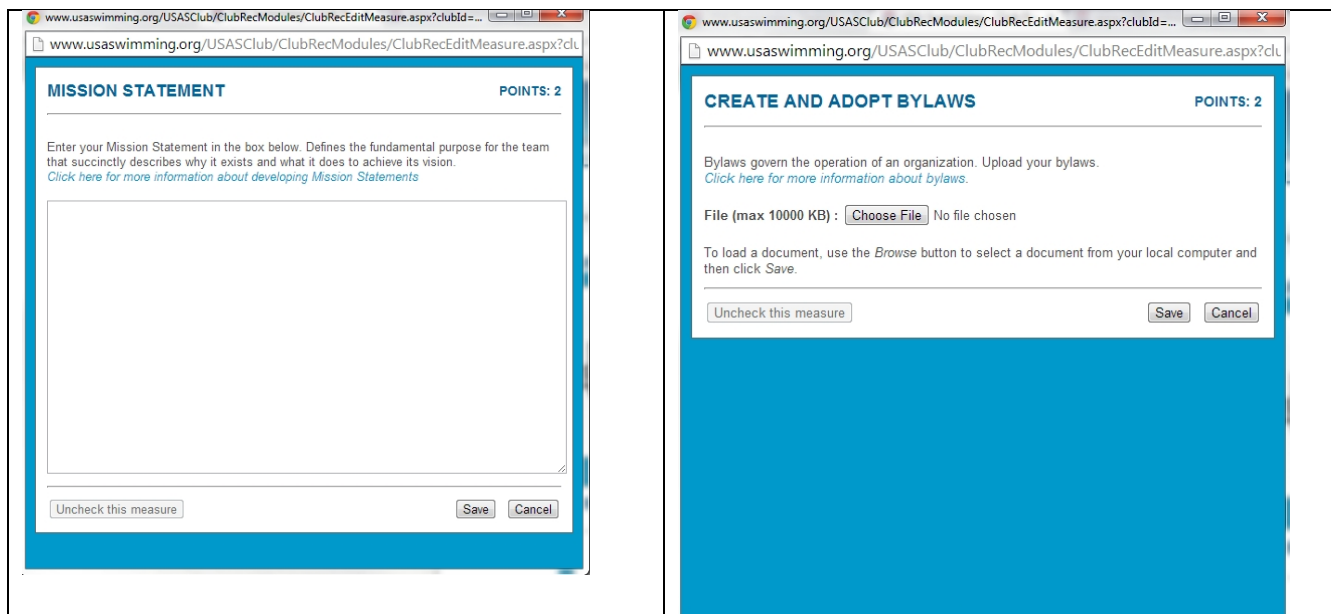 www.usaswimming.org/USASClub/ClubRecModules/ClubRecEditMeasure.aspx?clubId=...
www.usaswimming.org/USASClub/ClubRecModules/ClubRecEditMeasure.aspx?clu
MISSION STATEMENT
POINTS: 2
Enter your Mission Statement in the box below. Defines the fundamental purpose for the team
that succinctly describes why it exists and what it does to achieve its vision.
Click here for more information about developing Mission Statements
Uncheck this measure
Save
Cancel
www.usaswimming.org/USASClub/ClubRecModules/ClubRecEditMeasure.aspx?clubId=...
www.usaswimming.org/USASClub/ClubRecModules/ClubRecEditMeasure.aspx?clu
CREATE AND ADOPT BYLAWS
POINTS: 2
Bylaws govern the operation of an organization. Upload your bylaws.
Click here for more information about bylaws.
File (max 10000 KB) : Choose File No file chosen
To load a document, use the Browse button to select a document from your local computer and
then click Save.
Uncheck this measure
Save
Cancel